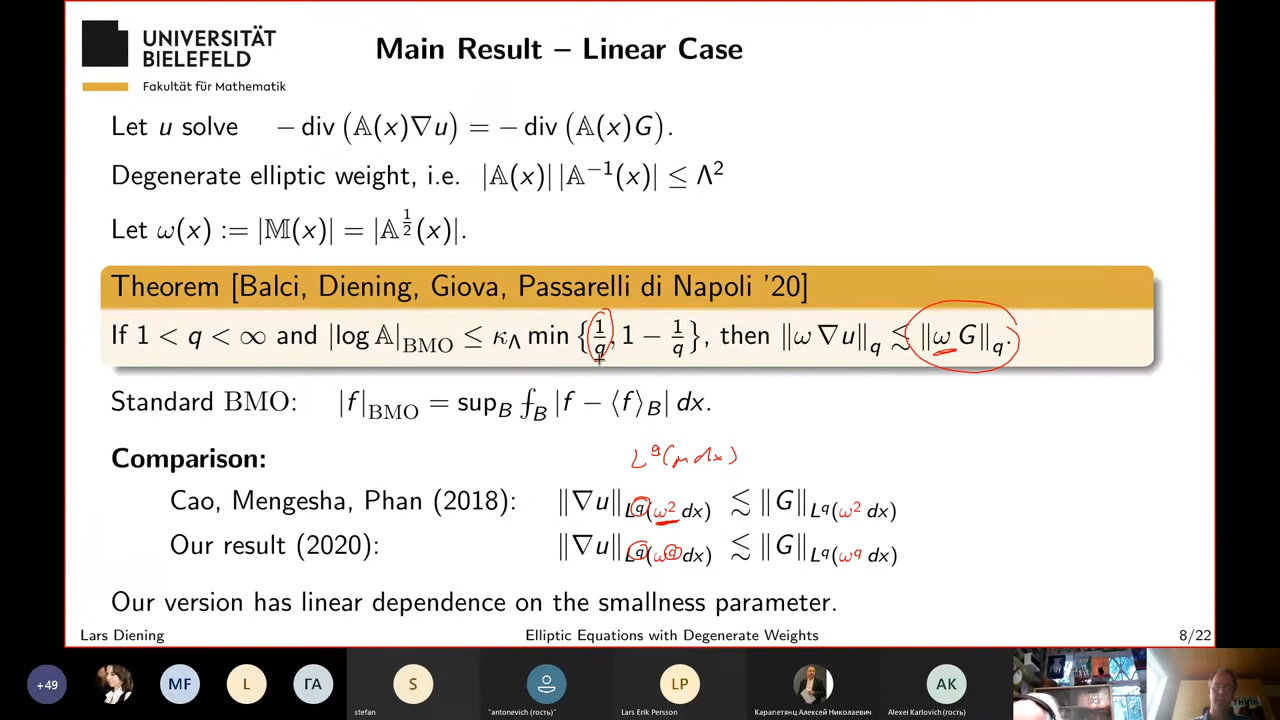 UNIVERSITÄT
BIELEFELD
Fakultät für Mathematik
Main Result – Linear Case
Let u solve − div (𝔸(x)∇u) = − div (𝔸(x)G).
Degenerate elliptic weight, i.e. |𝔸(x)| |𝔸⁻¹(x)| ≤ Λ²
Let ω(x) := |𝕄(x)| = |𝔸^{1/2}(x)|.
Theorem [Balci, Diening, Giova, Passarelli di Napoli '20]
If 1 < q < ∞ and |log 𝔸|_BMO ≤ κ_Λ min {1/q, 1 − 1/q}, then ‖ω ∇u‖_q ≲ ‖ω G‖_q.
Standard BMO: |f|_BMO = sup_B ⨍_B |f − ⟨f⟩_B| dx.
Comparison:
L^q(μ dx)
Cao, Mengesha, Phan (2018): ‖∇u‖_{L^q(ω² dx)} ≲ ‖G‖_{L^q(ω² dx)}
Our result (2020): ‖∇u‖_{L^q(ω^q dx)} ≲ ‖G‖_{L^q(ω^q dx)}
Our version has linear dependence on the smallness parameter.
Lars Diening Elliptic Equations with Degenerate Weights 8/22
+49 MF L ГА S LP AK
stefan "antonevich (гость)" Lars Erik Persson Карапетянц Алексей Николаевич Alexei Karlovich (гость)